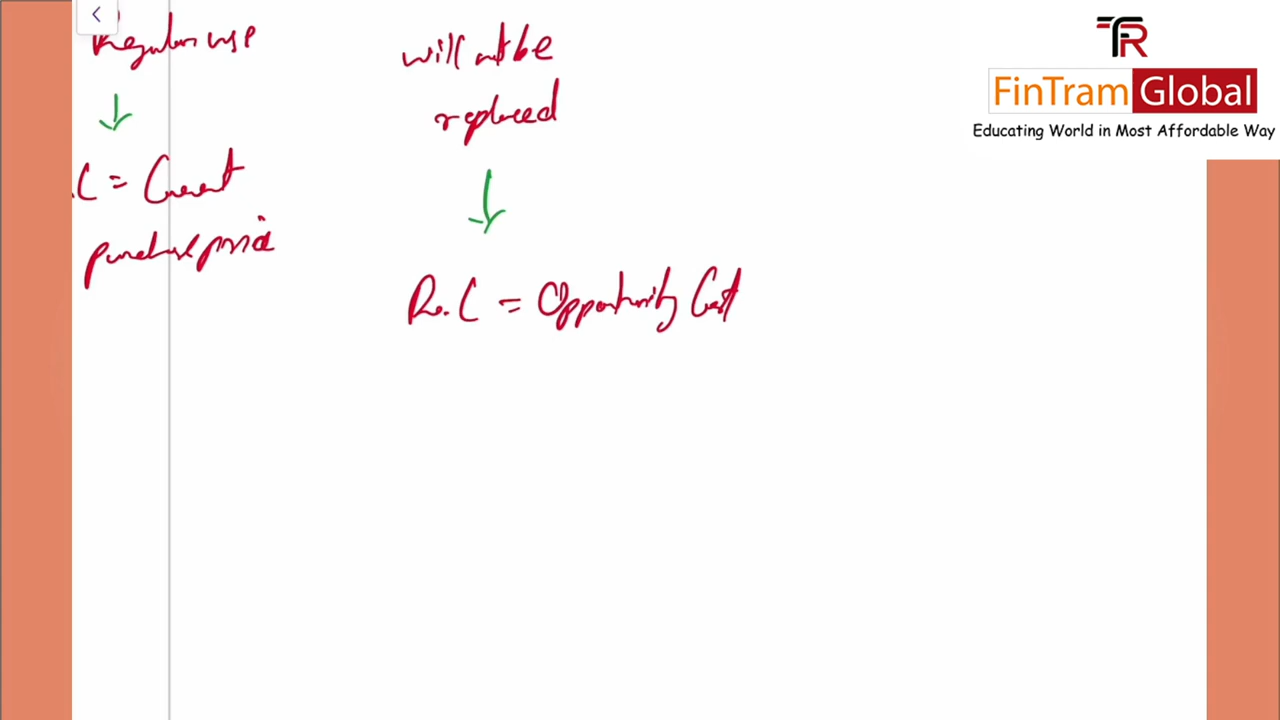 Regular use
↓
.C = Current
purchase price
will not be
replaced
↓
Re.C = Opportunity Cost
TR
FinTram Global
Educating World in Most Affordable Way